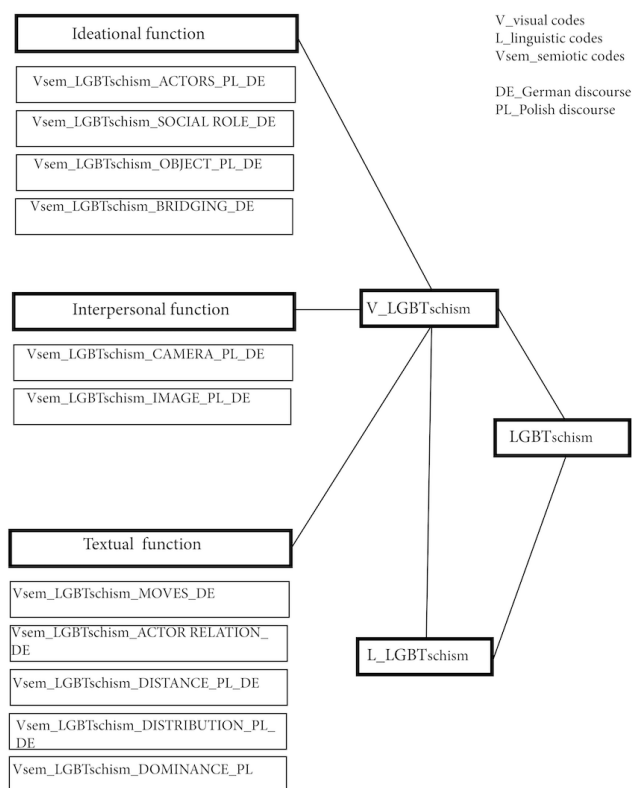 Ideational function
Vsem_LGBTschism_ACTORS_PL_DE
Vsem_LGBTschism_SOCIAL ROLE_DE
Vsem_LGBTschism_OBJECT_PL_DE
Vsem_LGBTschism_BRIDGING_DE
V_visual codes
L_linguistic codes
Vsem_semiotic codes
DE_German discourse
PL_Polish discourse
Interpersonal function
Vsem_LGBTschism_CAMERA_PL_DE
Vsem_LGBTschism_IMAGE_PL_DE
V_LGBTschism
LGBTschism
Textual function
Vsem_LGBTschism_MOVES_DE
Vsem_LGBTschism_ACTOR RELATION_
DE
Vsem_LGBTschism_DISTANCE_PL_DE
Vsem_LGBTschism_DISTRIBUTION_PL_
DE
Vsem_LGBTschism_DOMINANCE_PL
L_LGBTschism